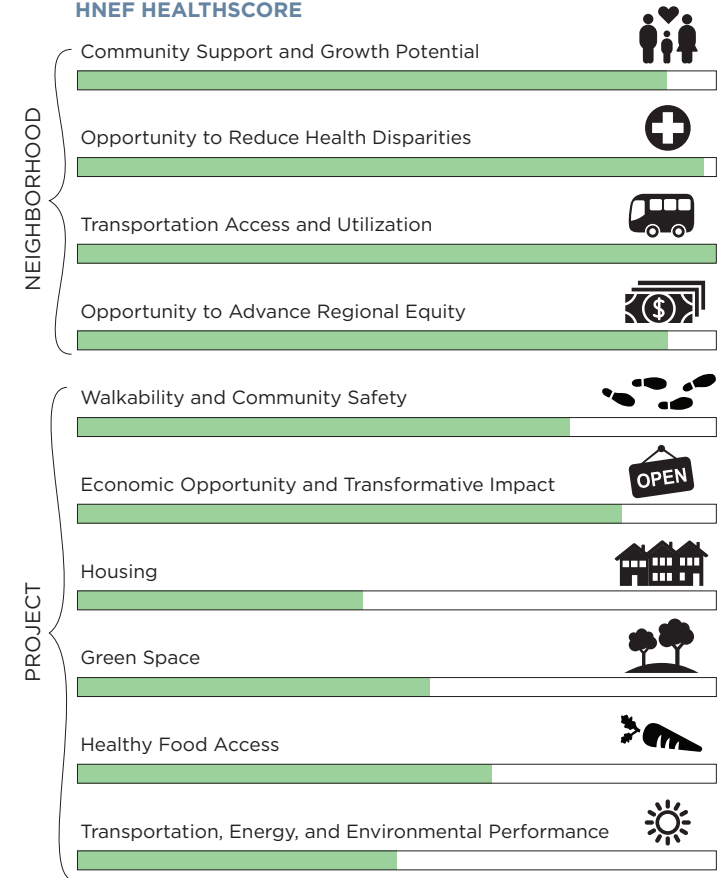 HNEF HEALTHSCORE
NEIGHBORHOOD
Community Support and Growth Potential
Opportunity to Reduce Health Disparities
Transportation Access and Utilization
Opportunity to Advance Regional Equity
$
PROJECT
Walkability and Community Safety
Economic Opportunity and Transformative Impact
OPEN
Housing
Green Space
Healthy Food Access
Transportation, Energy, and Environmental Performance